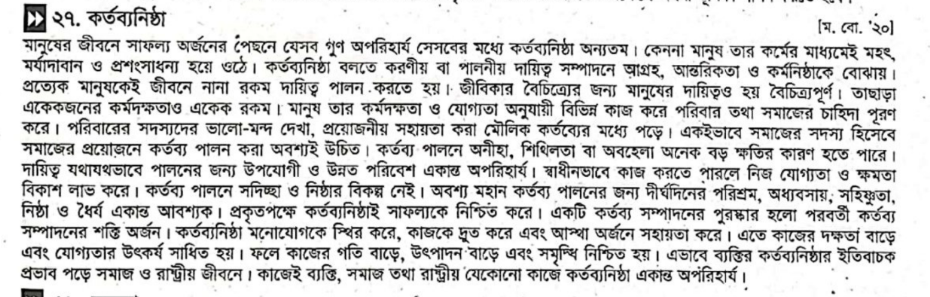 ২৭. কর্তব্যনিষ্ঠা
[ম. বো. '২০]
মানুষের জীবনে সাফল্য অর্জনের পেছনে যেসব গুণ অপরিহার্য সেসবের মধ্যে কর্তব্যনিষ্ঠা অন্যতম। কেননা মানুষ তার কর্মের মাধ্যমেই মহৎ,
মর্যাদাবান ও প্রশংসাধন্য হয়ে ওঠে। কর্তব্যনিষ্ঠা বলতে করণীয় বা পালনীয় দায়িত্ব সম্পাদনে আগ্রহ, আন্তরিকতা ও কর্মনিষ্ঠাকে বোঝায়।
প্রত্যেক মানুষকেই জীবনে নানা রকম দায়িত্ব পালন করতে হয়। জীবিকার বৈচিত্র্যের জন্য মানুষের দায়িত্বও হয় বৈচিত্র্যপূর্ণ। তাছাড়া
একেকজনের কর্মদক্ষতাও একেক রকম। মানুষ তার কর্মদক্ষতা ও যোগ্যতা অনুযায়ী বিভিন্ন কাজ করে পরিবার তথা সমাজের চাহিদা পূরণ
করে। পরিবারের সদস্যদের ভালো-মন্দ দেখা, প্রয়োজনীয় সহায়তা করা মৌলিক কর্তব্যের মধ্যে পড়ে। একইভাবে সমাজের সদস্য হিসেবে
সমাজের প্রয়োজনে কর্তব্য পালন করা অবশ্যই উচিত। কর্তব্য পালনে অনীহা, শিথিলতা বা অবহেলা অনেক বড় ক্ষতির কারণ হতে পারে।
দায়িত্ব যথাযথভাবে পালনের জন্য উপযোগী ও উন্নত পরিবেশ একান্ত অপরিহার্য। স্বাধীনভাবে কাজ করতে পারলে নিজ যোগ্যতা ও ক্ষমতা
বিকাশ লাভ করে। কর্তব্য পালনে সদিচ্ছা ও নিষ্ঠার বিকল্প নেই। অবশ্য মহান কর্তব্য পালনের জন্য দীর্ঘদিনের পরিশ্রম, অধ্যবসায়, সহিষ্ণুতা,
নিষ্ঠা ও ধৈর্য একান্ত আবশ্যক। প্রকৃতপক্ষে কর্তব্যনিষ্ঠাই সাফল্যকে নিশ্চিত করে। একটি কর্তব্য সম্পাদনের পুরষ্কার হলো পরবর্তী কর্তব্য
সম্পাদনের শক্তি অর্জন। কর্তব্যনিষ্ঠা মনোযোগকে স্থির করে, কাজকে দ্রুত করে এবং আস্থা অর্জনে সহায়তা করে। এতে কাজের দক্ষতা বাড়ে
এবং যোগ্যতার উৎকর্ষ সাধিত হয়। ফলে কাজের গতি বাড়ে, উৎপাদন বাড়ে এবং সমৃদ্ধি নিশ্চিত হয়। এভাবে ব্যক্তির কর্তব্যনিষ্ঠার ইতিবাচক
প্রভাব পড়ে সমাজ ও রাষ্ট্রীয় জীবনে। কাজেই ব্যক্তি, সমাজ তথা রাষ্ট্রীয় যেকোনো কাজে কর্তব্যনিষ্ঠা একান্ত অপরিহার্য।